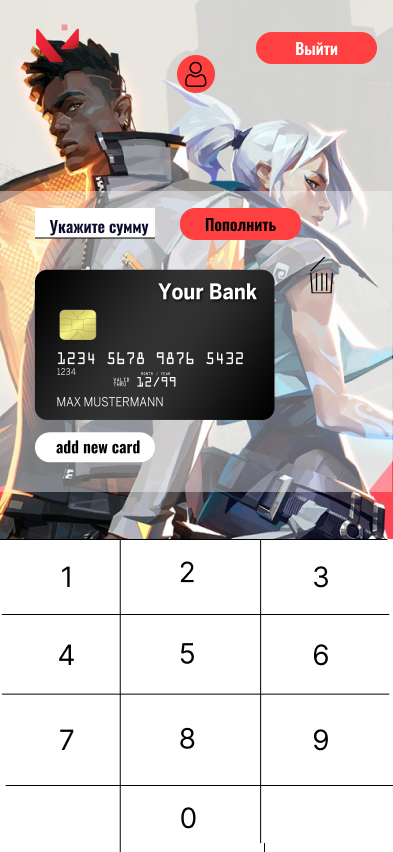 Выйти
Укажите сумму
Пополнить
Your Bank
1234 5678 9876 5432
1234
MONTH / YEAR
VALID THRU 12/99
MAX MUSTERMANN
add new card
1 2 3
4 5 6
7 8 9
0